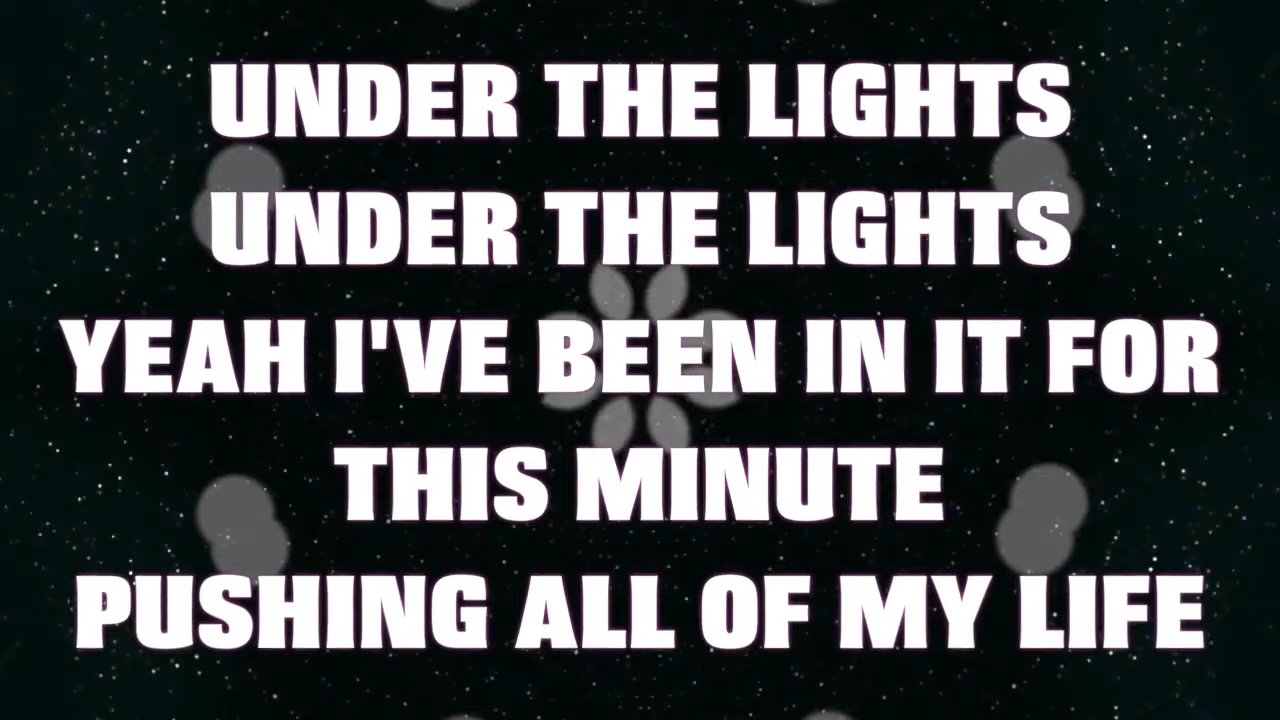 UNDER THE LIGHTS
UNDER THE LIGHTS
YEAH I'VE BEEN IN IT FOR
THIS MINUTE
PUSHING ALL OF MY LIFE